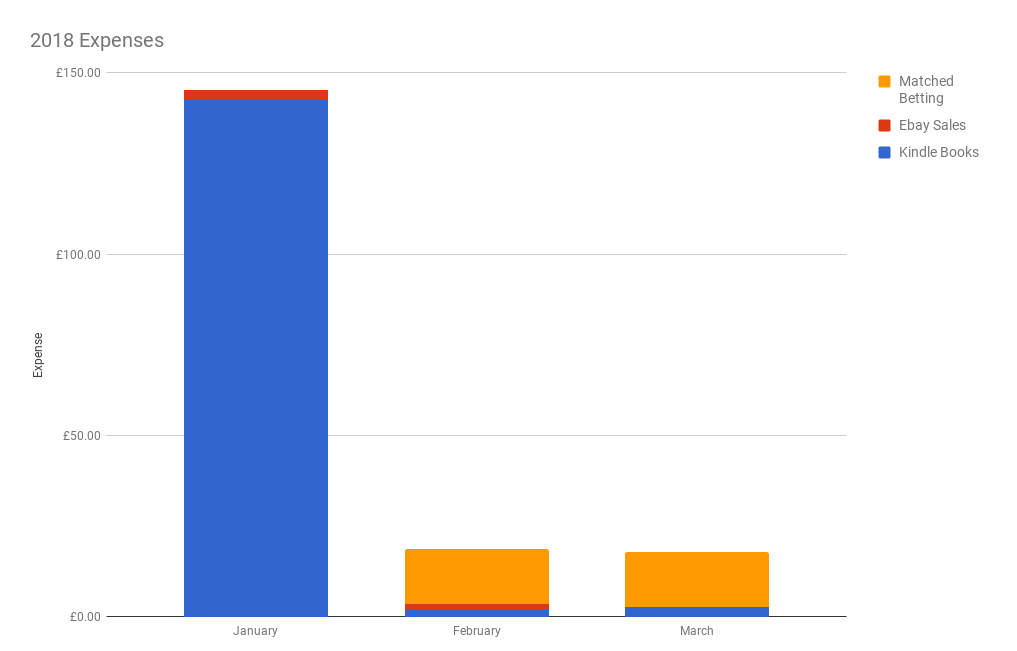 2018 Expenses
£150.00
£100.00
£50.00
£0.00
Expense
January
February
March
Matched
Betting
Ebay Sales
Kindle Books